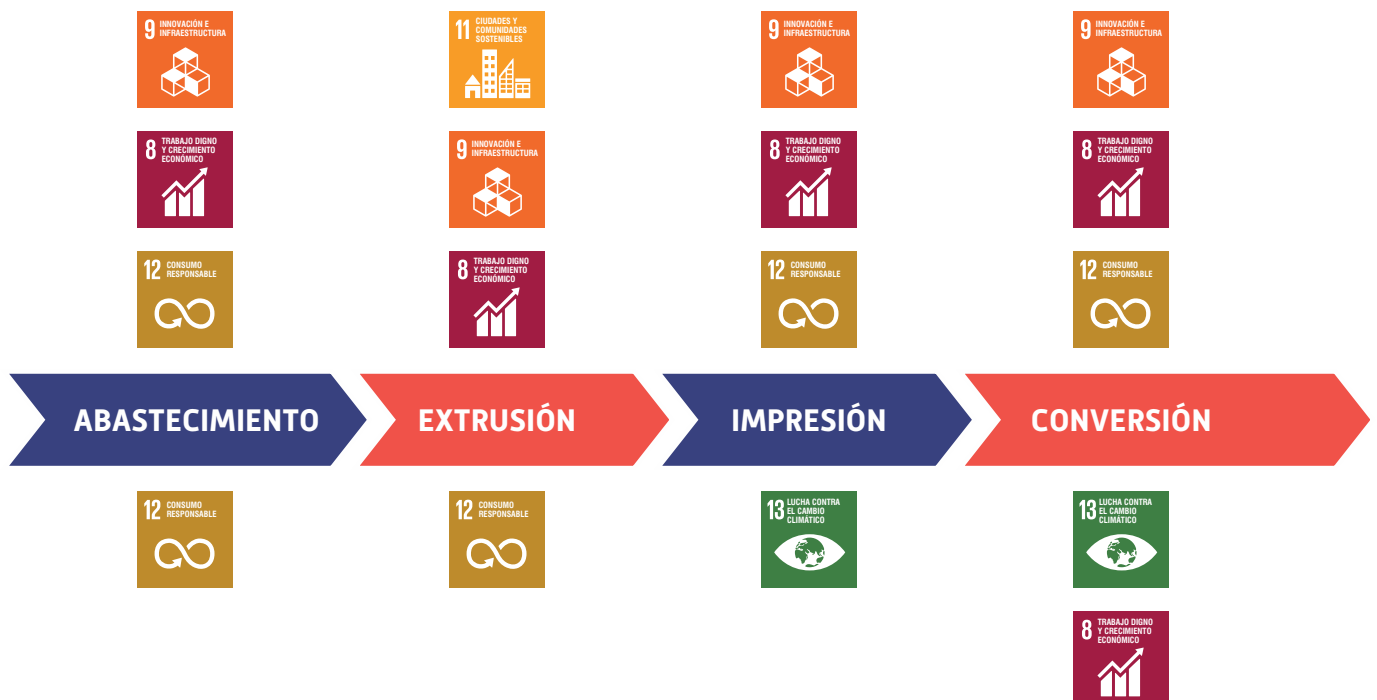 9 INNOVACIÓN E
INFRAESTRUCTURA
11 CIUDADES Y
COMUNIDADES
SOSTENIBLES
9 INNOVACIÓN E
INFRAESTRUCTURA
9 INNOVACIÓN E
INFRAESTRUCTURA
8 TRABAJO DIGNO
Y CRECIMIENTO
ECONÓMICO
9 INNOVACIÓN E
INFRAESTRUCTURA
8 TRABAJO DIGNO
Y CRECIMIENTO
ECONÓMICO
8 TRABAJO DIGNO
Y CRECIMIENTO
ECONÓMICO
12 CONSUMO
RESPONSABLE
8 TRABAJO DIGNO
Y CRECIMIENTO
ECONÓMICO
12 CONSUMO
RESPONSABLE
12 CONSUMO
RESPONSABLE
ABASTECIMIENTO
EXTRUSIÓN
IMPRESIÓN
CONVERSIÓN
12 CONSUMO
RESPONSABLE
12 CONSUMO
RESPONSABLE
13 LUCHA CONTRA
EL CAMBIO
CLIMÁTICO
13 LUCHA CONTRA
EL CAMBIO
CLIMÁTICO
8 TRABAJO DIGNO
Y CRECIMIENTO
ECONÓMICO